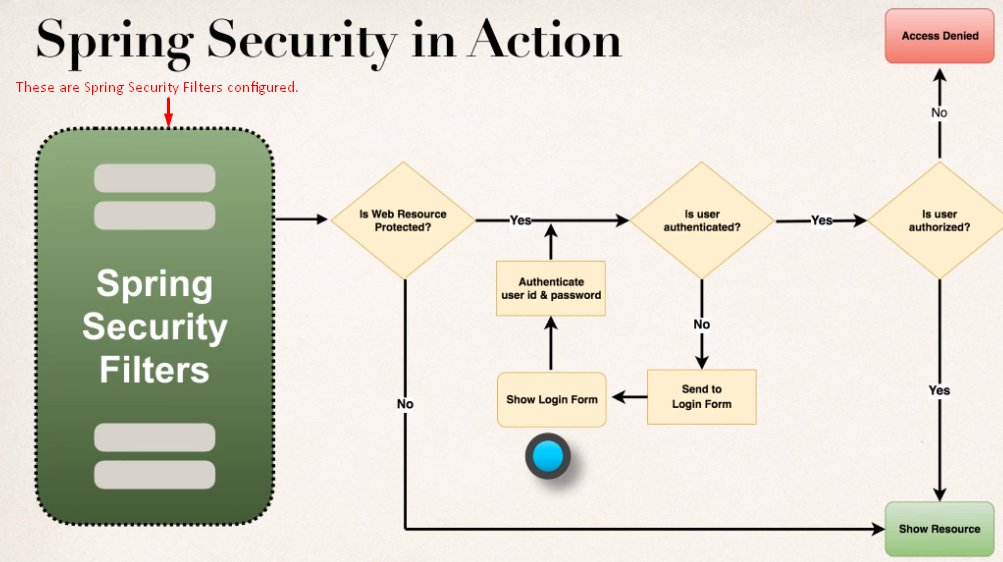 Spring Security in Action
These are Spring Security Filters configured.
Spring
Security
Filters
Is Web Resource
Protected?
Yes
Is user
authenticated?
Yes
Is user
authorized?
No
Access Denied
Authenticate
user id & password
No
Show Login Form
Send to
Login Form
No
Yes
Show Resource